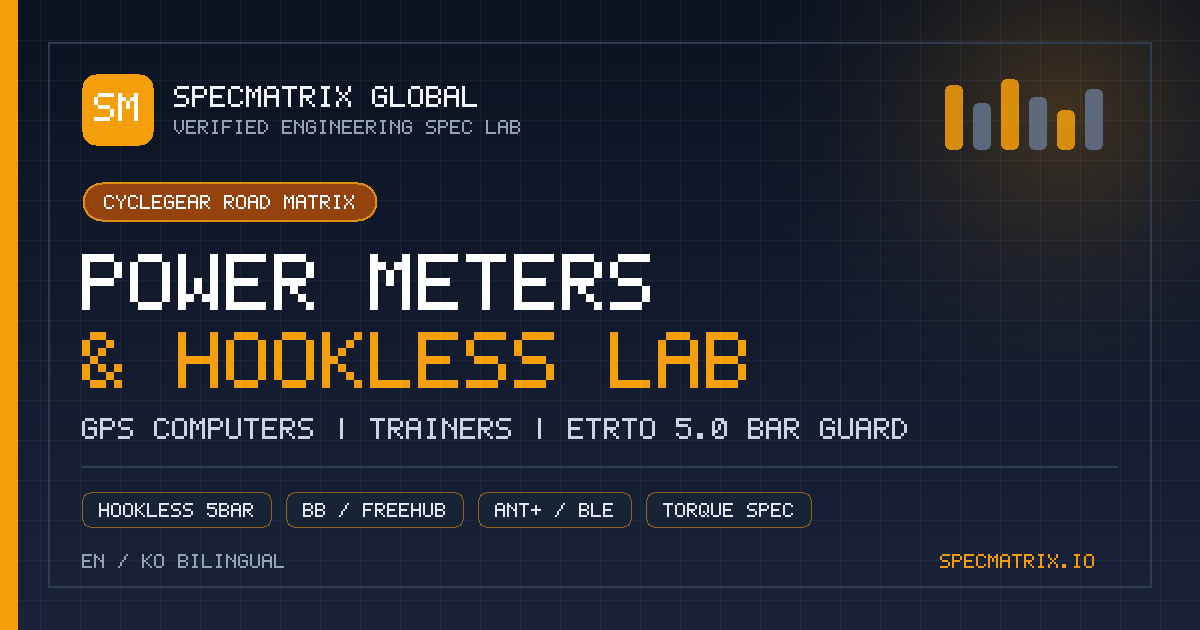 SM
SPECMATRIX GLOBAL
VERIFIED ENGINEERING SPEC LAB
CYCLEGEAR ROAD MATRIX
POWER METERS
& HOOKLESS LAB
GPS COMPUTERS | TRAINERS | ETRTO 5.0 BAR GUARD
HOOKLESS 5BAR
BB / FREEHUB
ANT+ / BLE
TORQUE SPEC
EN / KO BILINGUAL
SPECMATRIX.IO